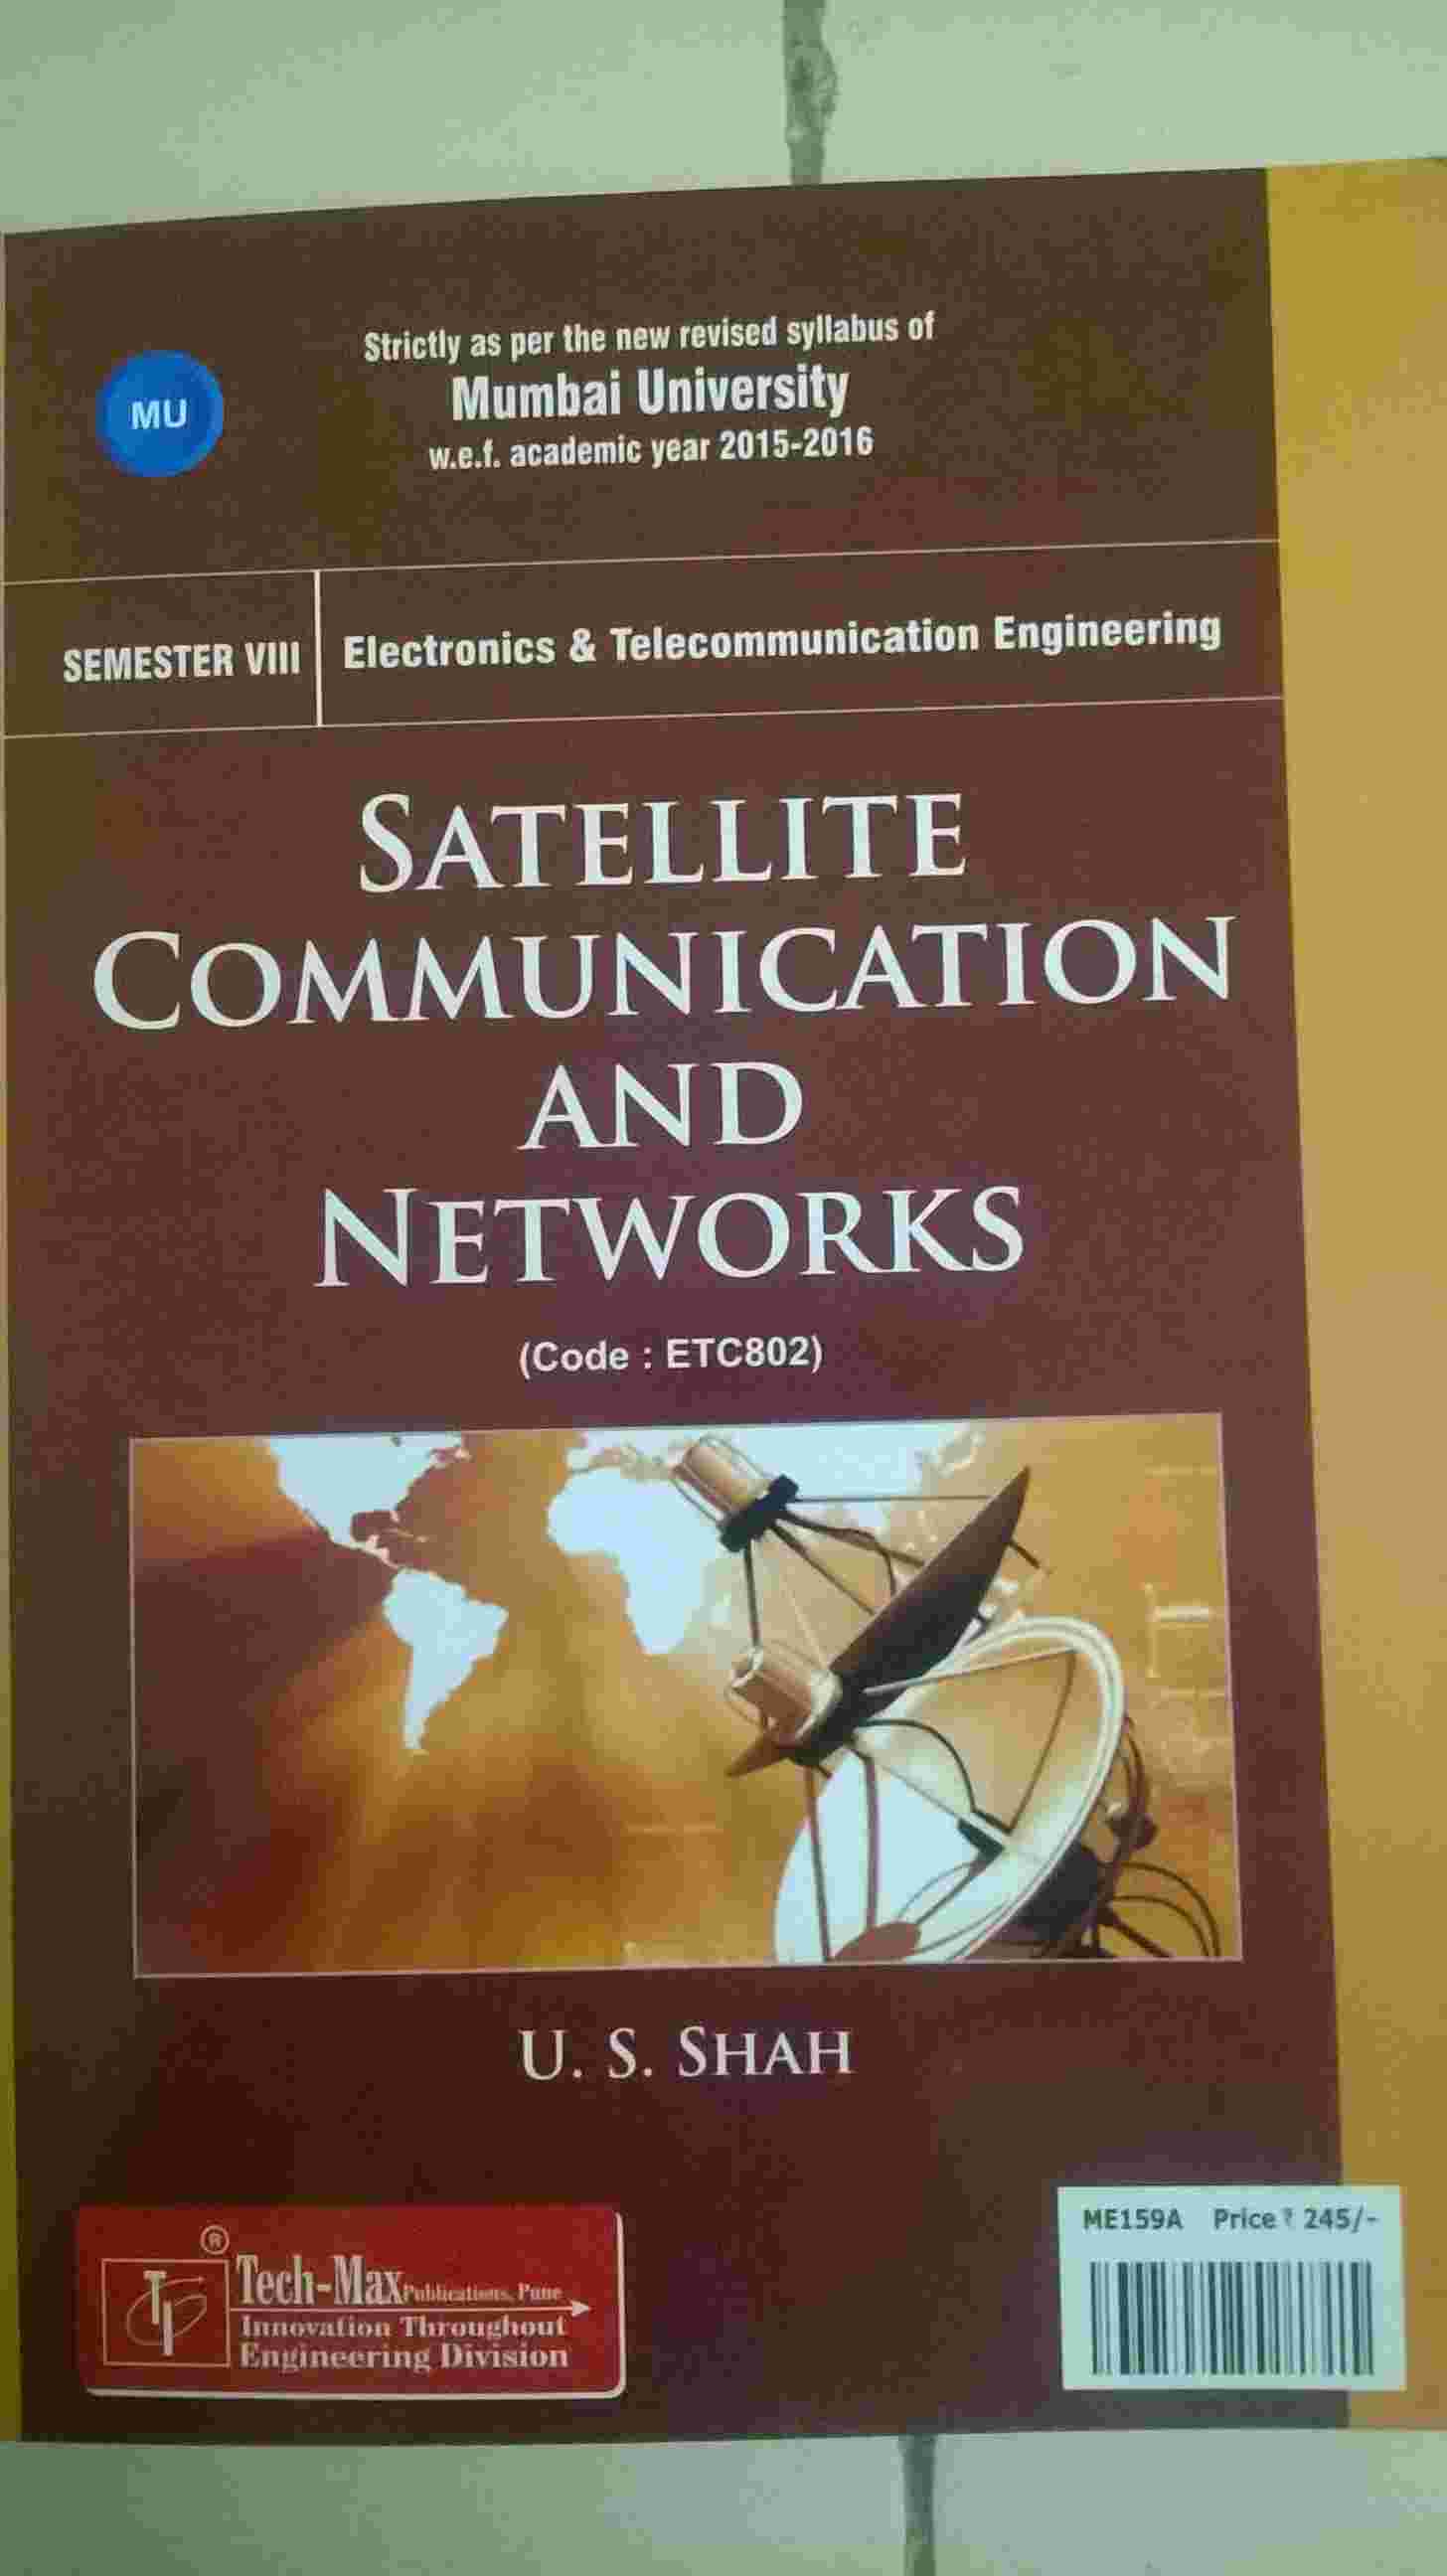 Strictly as per the new revised syllabus of
MU
Mumbai University
w.e.f. academic year 2015-2016
SEMESTER VIII
Electronics & Telecommunication Engineering
SATELLITE
COMMUNICATION
AND
NETWORKS
(Code : ETC802)
U. S. SHAH
®
TP
Tech-Max Publications, Pune
Innovation Throughout
Engineering Division
ME159A Price ₹ 245/-